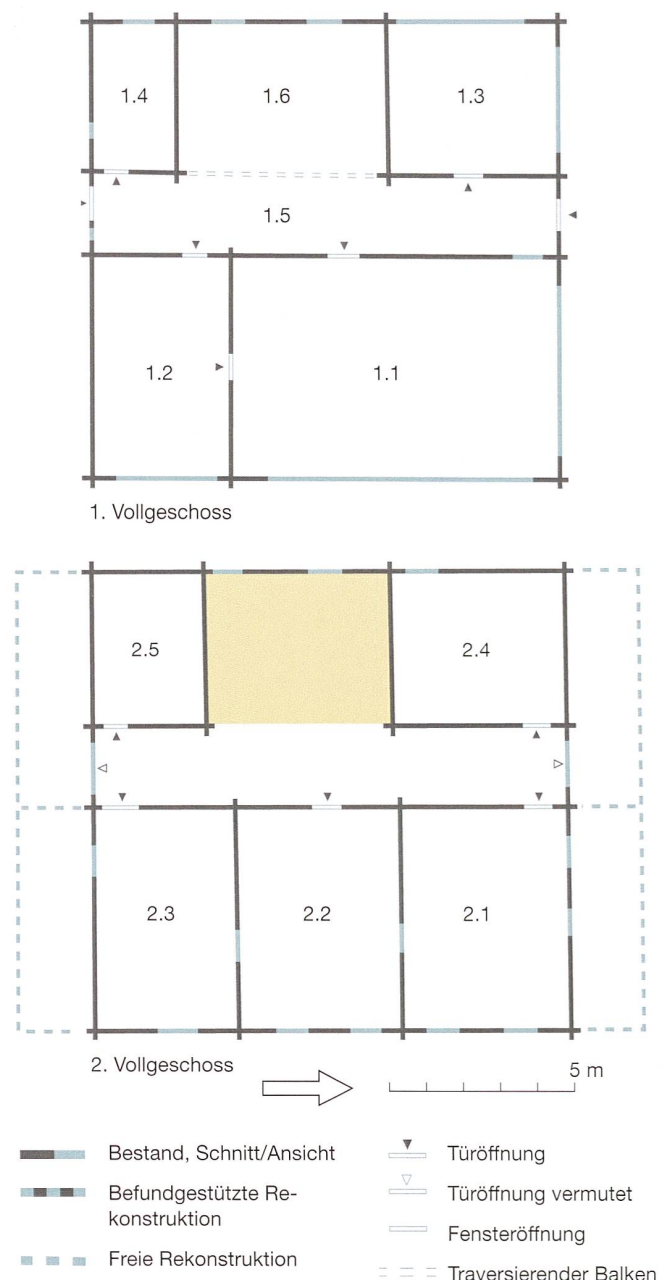 1.4
1.6
1.3
1.5
1.2
1.1
1. Vollgeschoss
2.5
2.4
2.3
2.2
2.1
2. Vollgeschoss
5 m
Bestand, Schnitt/Ansicht
Befundgestützte Re-
konstruktion
Freie Rekonstruktion
Türöffnung
Türöffnung vermutet
Fensteröffnung
Traversierender Balken